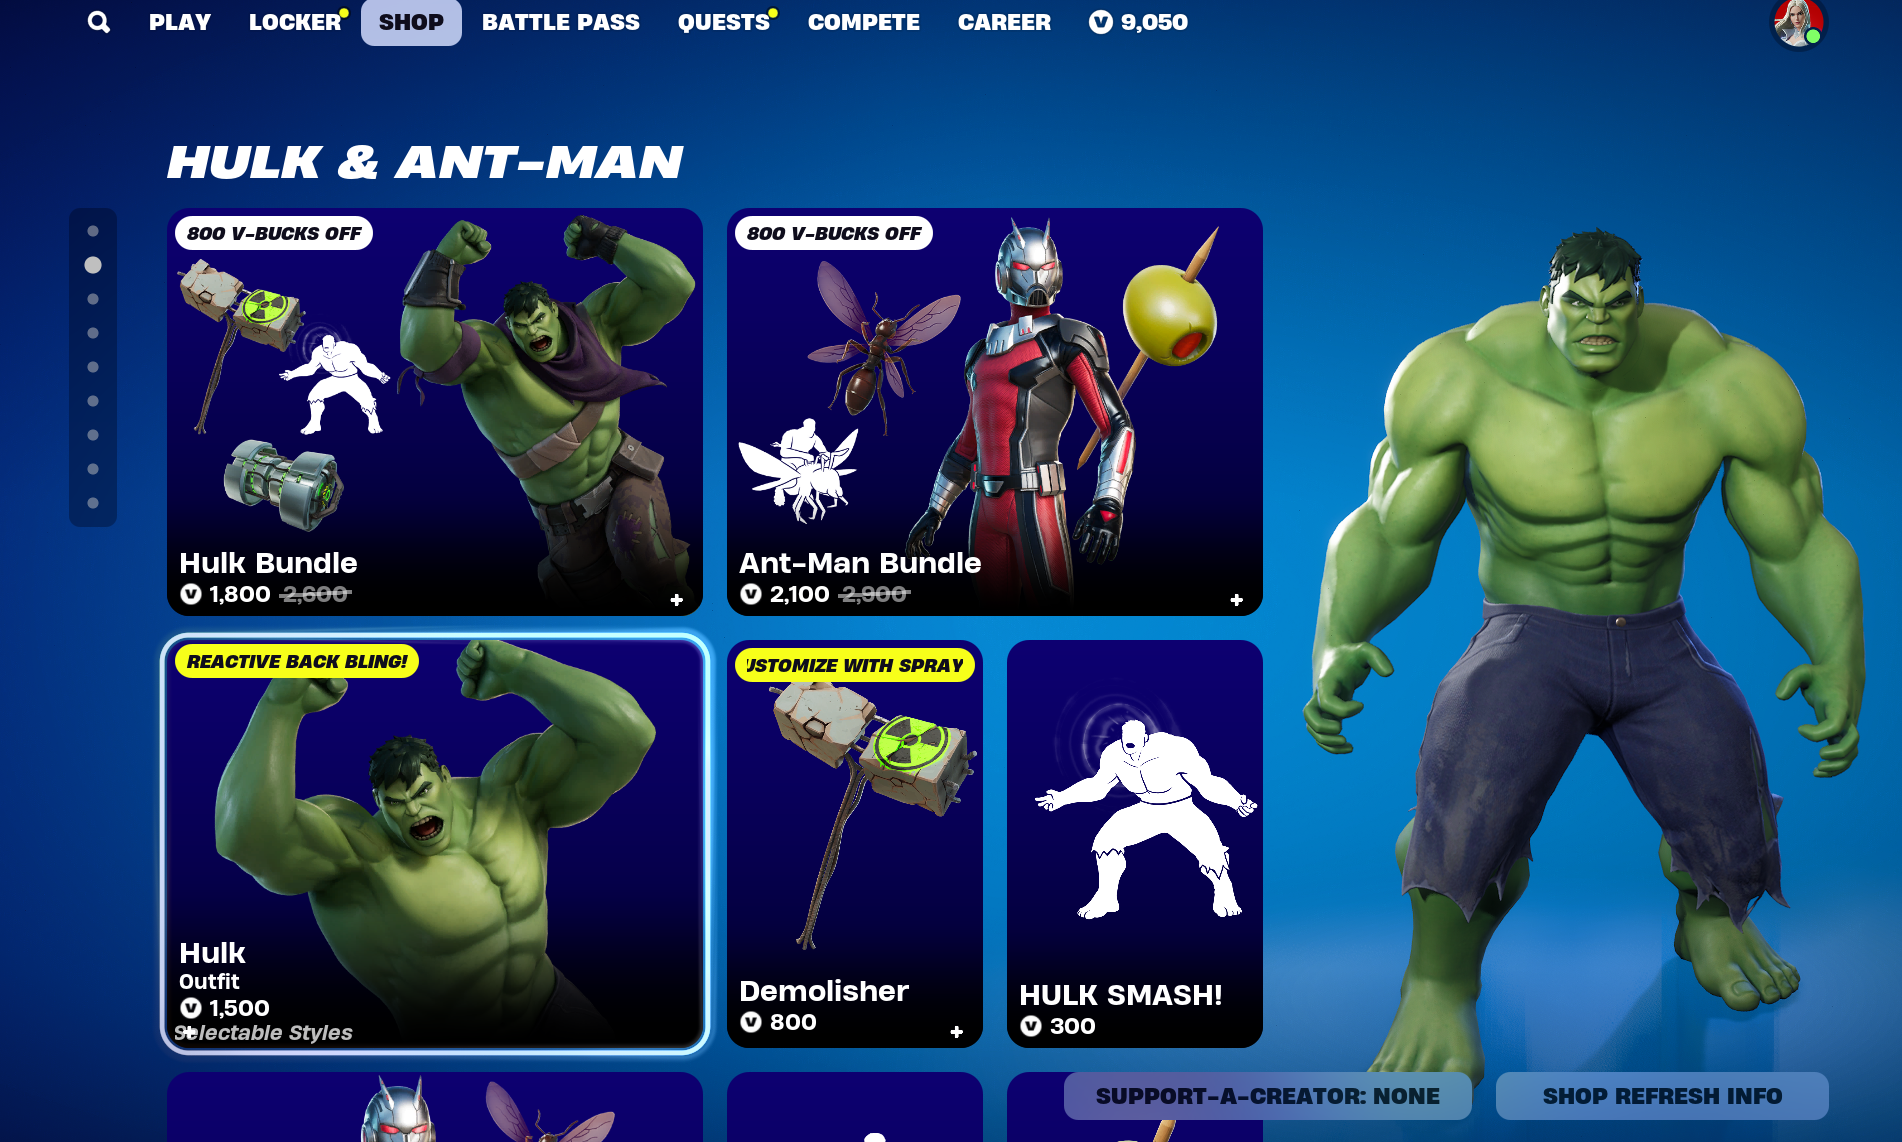 PLAY
LOCKER
SHOP
BATTLE PASS
QUESTS
COMPETE
CAREER
9,050
HULK & ANT-MAN
800 V-BUCKS OFF
Hulk Bundle
1,800 2,600
800 V-BUCKS OFF
Ant-Man Bundle
2,100 2,900
REACTIVE BACK BLING!
Hulk
Outfit
1,500
Selectable Styles
USTOMIZE WITH SPRAY
Demolisher
800
HULK SMASH!
300
SUPPORT-A-CREATOR: NONE
SHOP REFRESH INFO